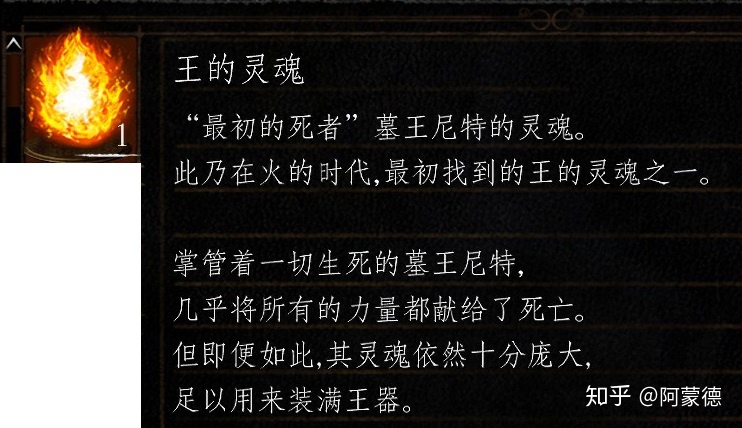 王的灵魂
“最初的死者”墓王尼特的灵魂。
此乃在火的时代,最初找到的王的灵魂之一。
掌管着一切生死的墓王尼特,
几乎将所有的力量都献给了死亡。
但即便如此,其灵魂依然十分庞大,
足以用来装满王器。
1
知乎 @阿蒙德